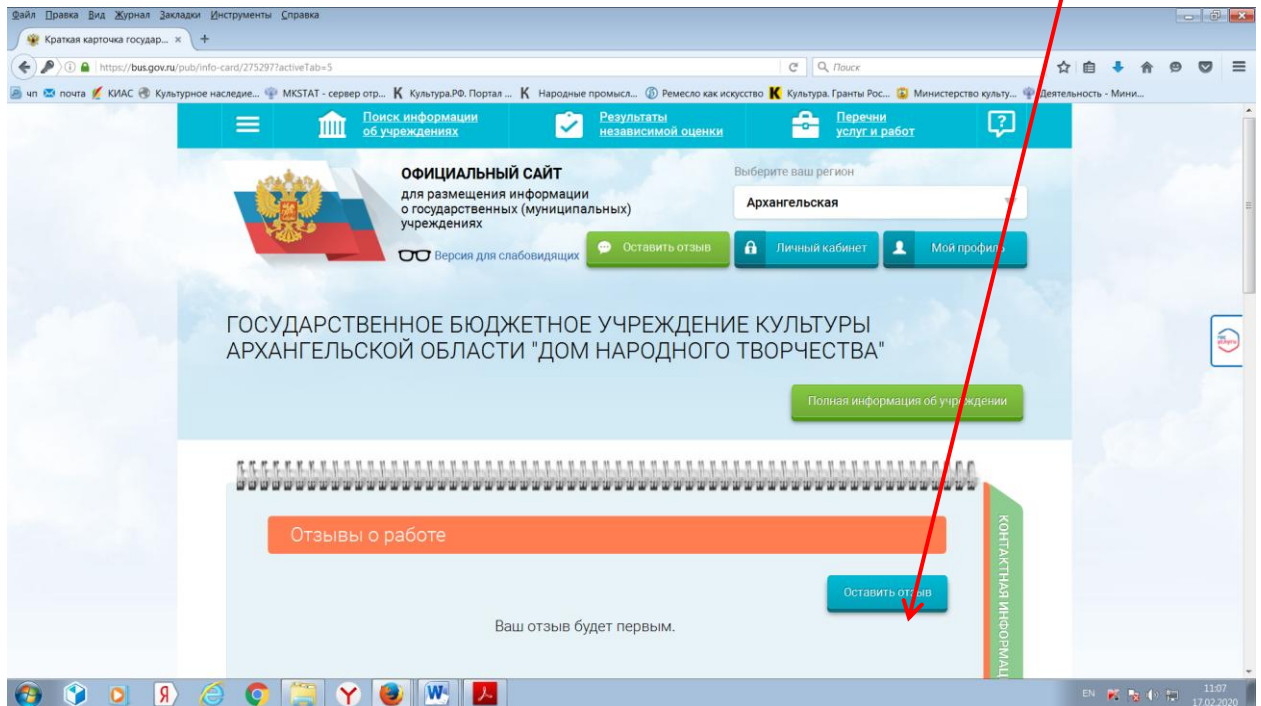 Файл Правка Вид Журнал Закладки Инструменты Справка
Краткая карточка государ... × +
https://bus.gov.ru/pub/info-card/275297?activeTab=5
Поиск
чп почта КИАС Культурное наследие... MKSTAT - сервер отр... Культура.РФ. Портал ... Народные промысл... Ремесло как искусство Культура. Гранты Рос... Министерство культу... Деятельность - Мини...
Поиск информации
об учреждениях
Результаты
независимой оценки
Перечни
услуг и работ
ОФИЦИАЛЬНЫЙ САЙТ
для размещения информации
о государственных (муниципальных)
учреждениях
Версия для слабовидящих
Выберите ваш регион
Архангельская
Оставить отзыв
Личный кабинет
Мой профиль
ГОСУДАРСТВЕННОЕ БЮДЖЕТНОЕ УЧРЕЖДЕНИЕ КУЛЬТУРЫ
АРХАНГЕЛЬСКОЙ ОБЛАСТИ "ДОМ НАРОДНОГО ТВОРЧЕСТВА"
Полная информация об учреждении
Отзывы о работе
Оставить отзыв
Ваш отзыв будет первым.
КОНТАКТНАЯ ИНФОРМАЦ
EN
11:07
17.02.2020